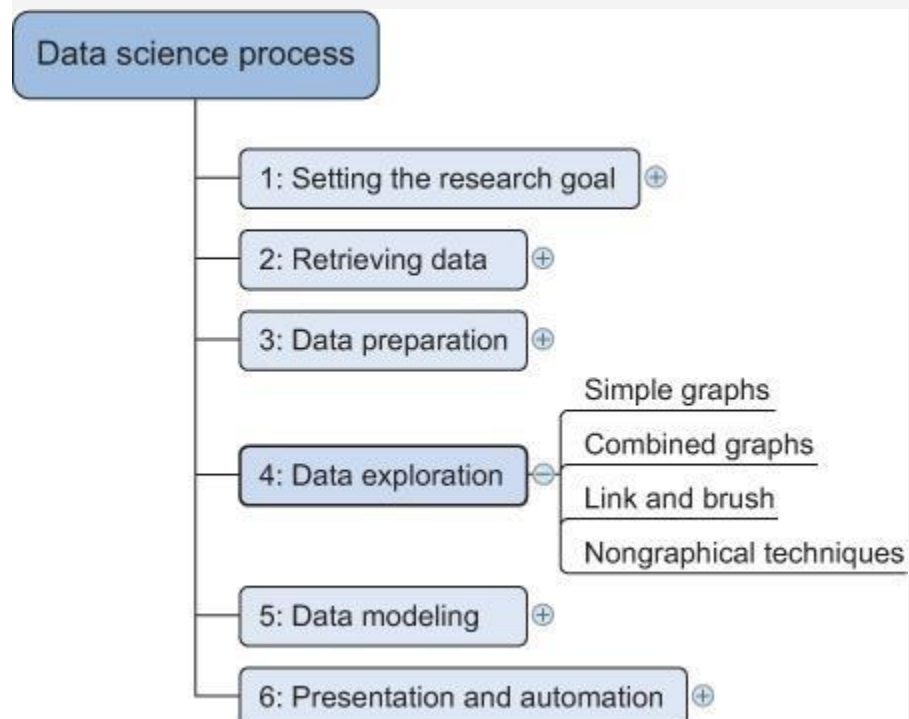 Data science process
1: Setting the research goal
2: Retrieving data
3: Data preparation
4: Data exploration
Simple graphs
Combined graphs
Link and brush
Nongraphical techniques
5: Data modeling
6: Presentation and automation